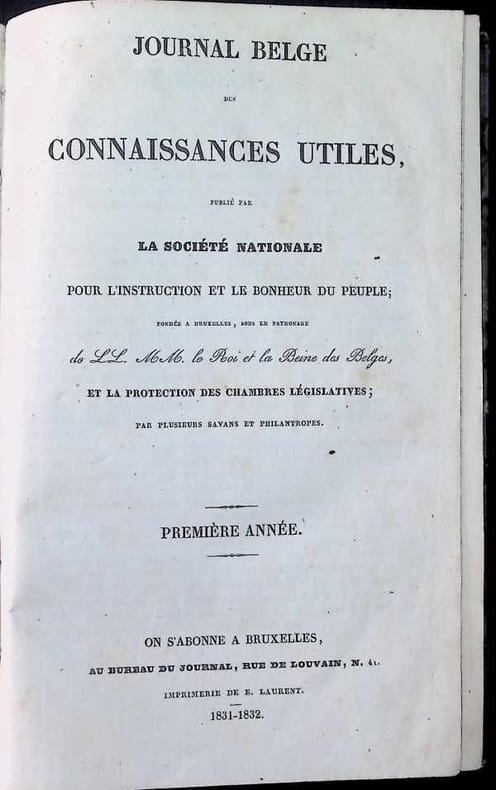 JOURNAL BELGE
DES
CONNAISSANCES UTILES,
PUBLIÉ PAR
LA SOCIÉTÉ NATIONALE
POUR L'INSTRUCTION ET LE BONHEUR DU PEUPLE;
FONDÉE A BRUXELLES, SOUS LE PATRONAGE
de LL. MM. le Roi et la Reine des Belges,
ET LA PROTECTION DES CHAMBRES LÉGISLATIVES;
PAR PLUSIEURS SAVANS ET PHILANTROPES.
PREMIÈRE ANNÉE.
ON S'ABONNE A BRUXELLES,
AU BUREAU DU JOURNAL, RUE DE LOUVAIN, N.
IMPRIMERIE DE E. LAURENT.
1831-1832.